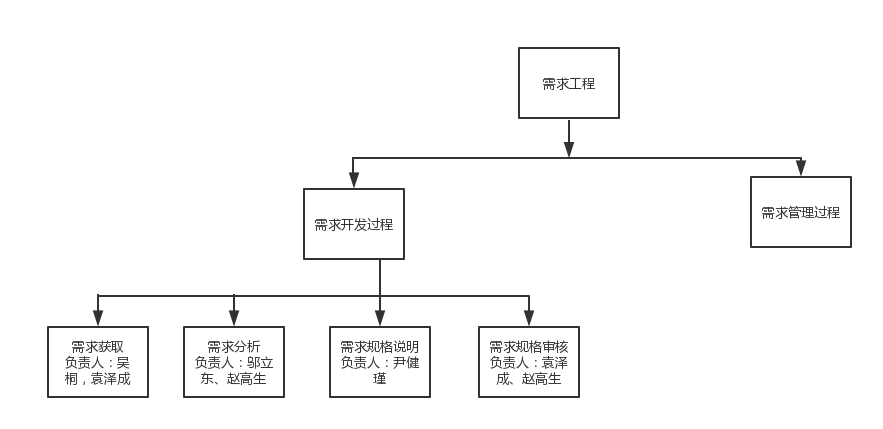 需求工程
需求开发过程
需求管理过程
需求获取
负责人：吴
桐，袁泽成
需求分析
负责人：邬立
东、赵高生
需求规格说明
负责人：尹健
瑾
需求规格审核
负责人：袁泽
成、赵高生